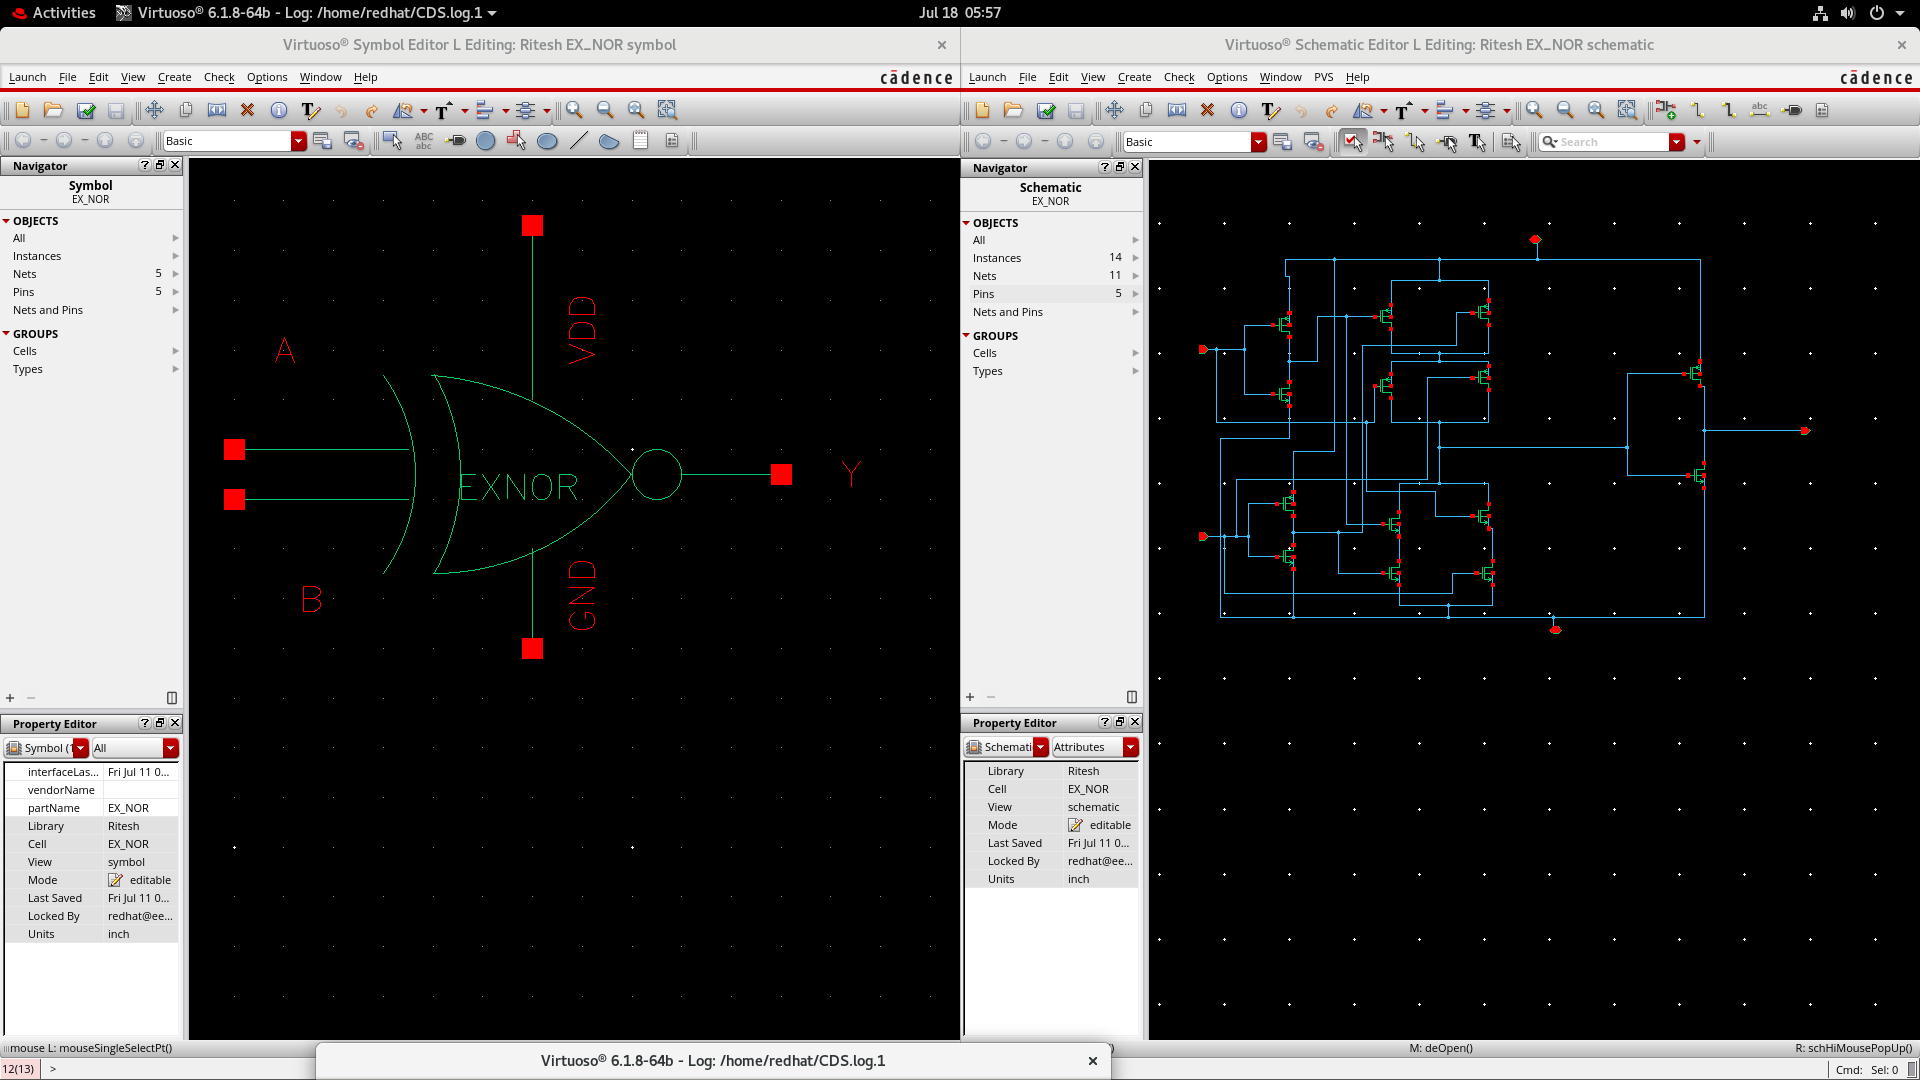 Activities Virtuoso® 6.1.8-64b - Log: /home/redhat/CDS.log.1 Jul 18 05:57
Virtuoso® Symbol Editor L Editing: Ritesh EX_NOR symbol
Launch File Edit View Create Check Options Window Help cādence
Basic
ABC
abc
Navigator
Symbol
EX_NOR
OBJECTS
All
Instances
Nets 5
Pins 5
Nets and Pins
GROUPS
Cells
Types
Property Editor
Symbol (1 All
interfaceLas... Fri Jul 11 0...
vendorName
partName EX_NOR
Library Ritesh
Cell EX_NOR
View symbol
Mode editable
Last Saved Fri Jul 11 0...
Locked By redhat@ee...
Units inch
VDD
A
EXNOR
Y
B
GND
mouse L: mouseSingleSelectPt()
12(13) >
Virtuoso® Schematic Editor L Editing: Ritesh EX_NOR schematic
Launch File Edit View Create Check Options Window PVS Help cādence
abc
Basic Search
Navigator
Schematic
EX_NOR
OBJECTS
All
Instances 14
Nets 11
Pins 5
Nets and Pins
GROUPS
Cells
Types
Property Editor
Schemati Attributes
Library Ritesh
Cell EX_NOR
View schematic
Mode editable
Last Saved Fri Jul 11 0...
Locked By redhat@ee...
Units inch
) M: deOpen() R: schHiMousePopUp()
Cmd: Sel: 0
Virtuoso® 6.1.8-64b - Log: /home/redhat/CDS.log.1